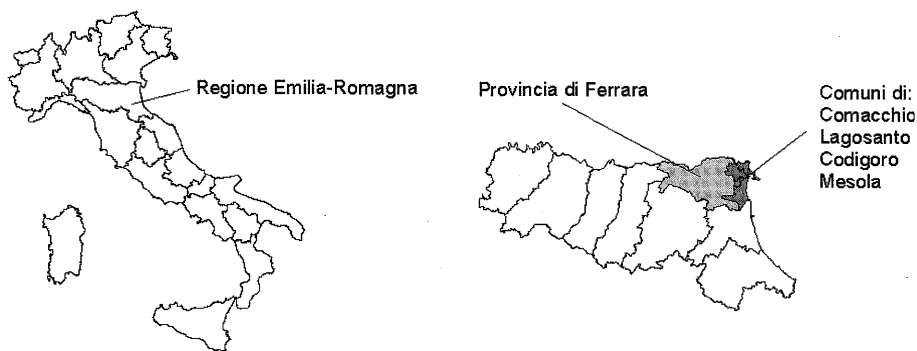 Regione Emilia-Romagna
Provincia di Ferrara
Comuni di:
Comacchio
Lagosanto
Codigoro
Mesola